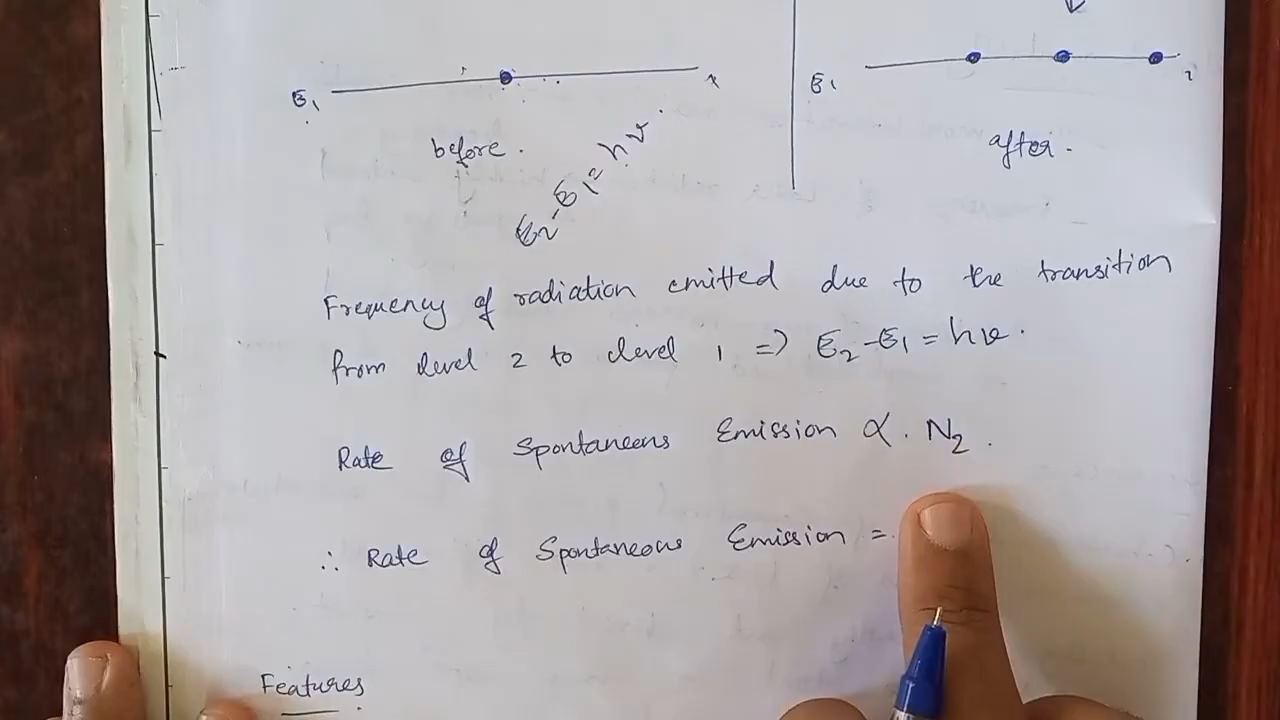 E₁
E₁
before.
after.
E₂-E₁=hν.
Frequency of radiation emitted due to the transition
from level 2 to level 1 => E₂-E₁=hν.
Rate of Spontaneous Emission ∝. N₂.
∴ Rate of Spontaneous Emission =
Features